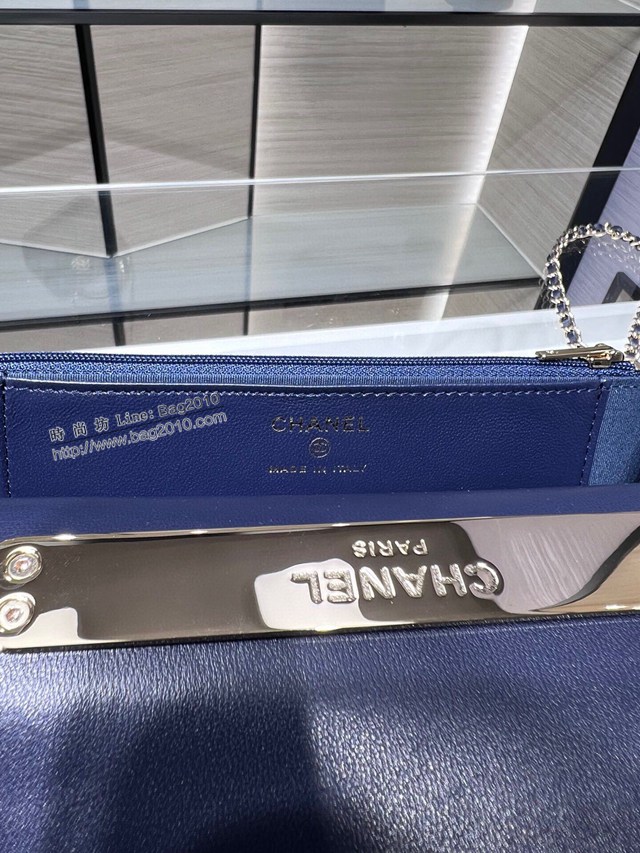 時尚坊 Line: Bag2010
http://www.bag2010.com
CHANEL
MADE IN ITALY
CHANEL
PARIS